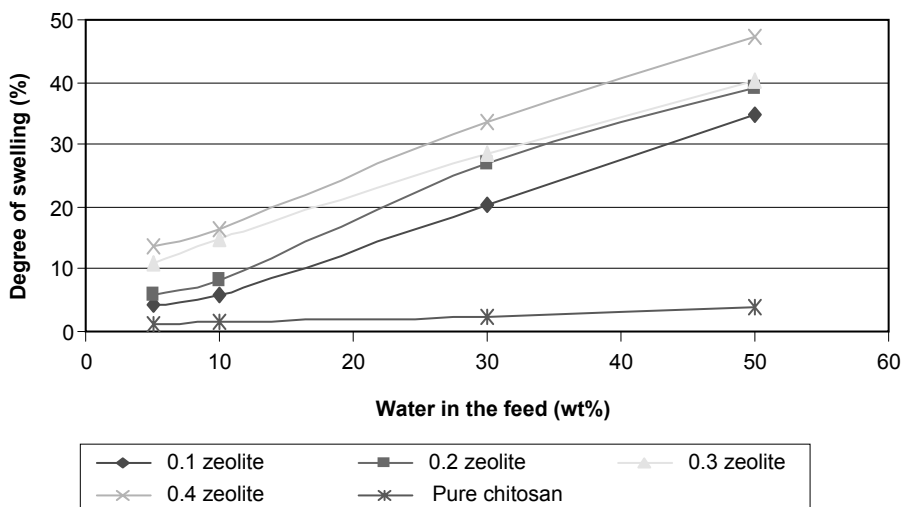 50
40
30
20
10
0
Degree of swelling (%)
0 10 20 30 40 50 60
Water in the feed (wt%)
0.1 zeolite 0.2 zeolite 0.3 zeolite
0.4 zeolite Pure chitosan